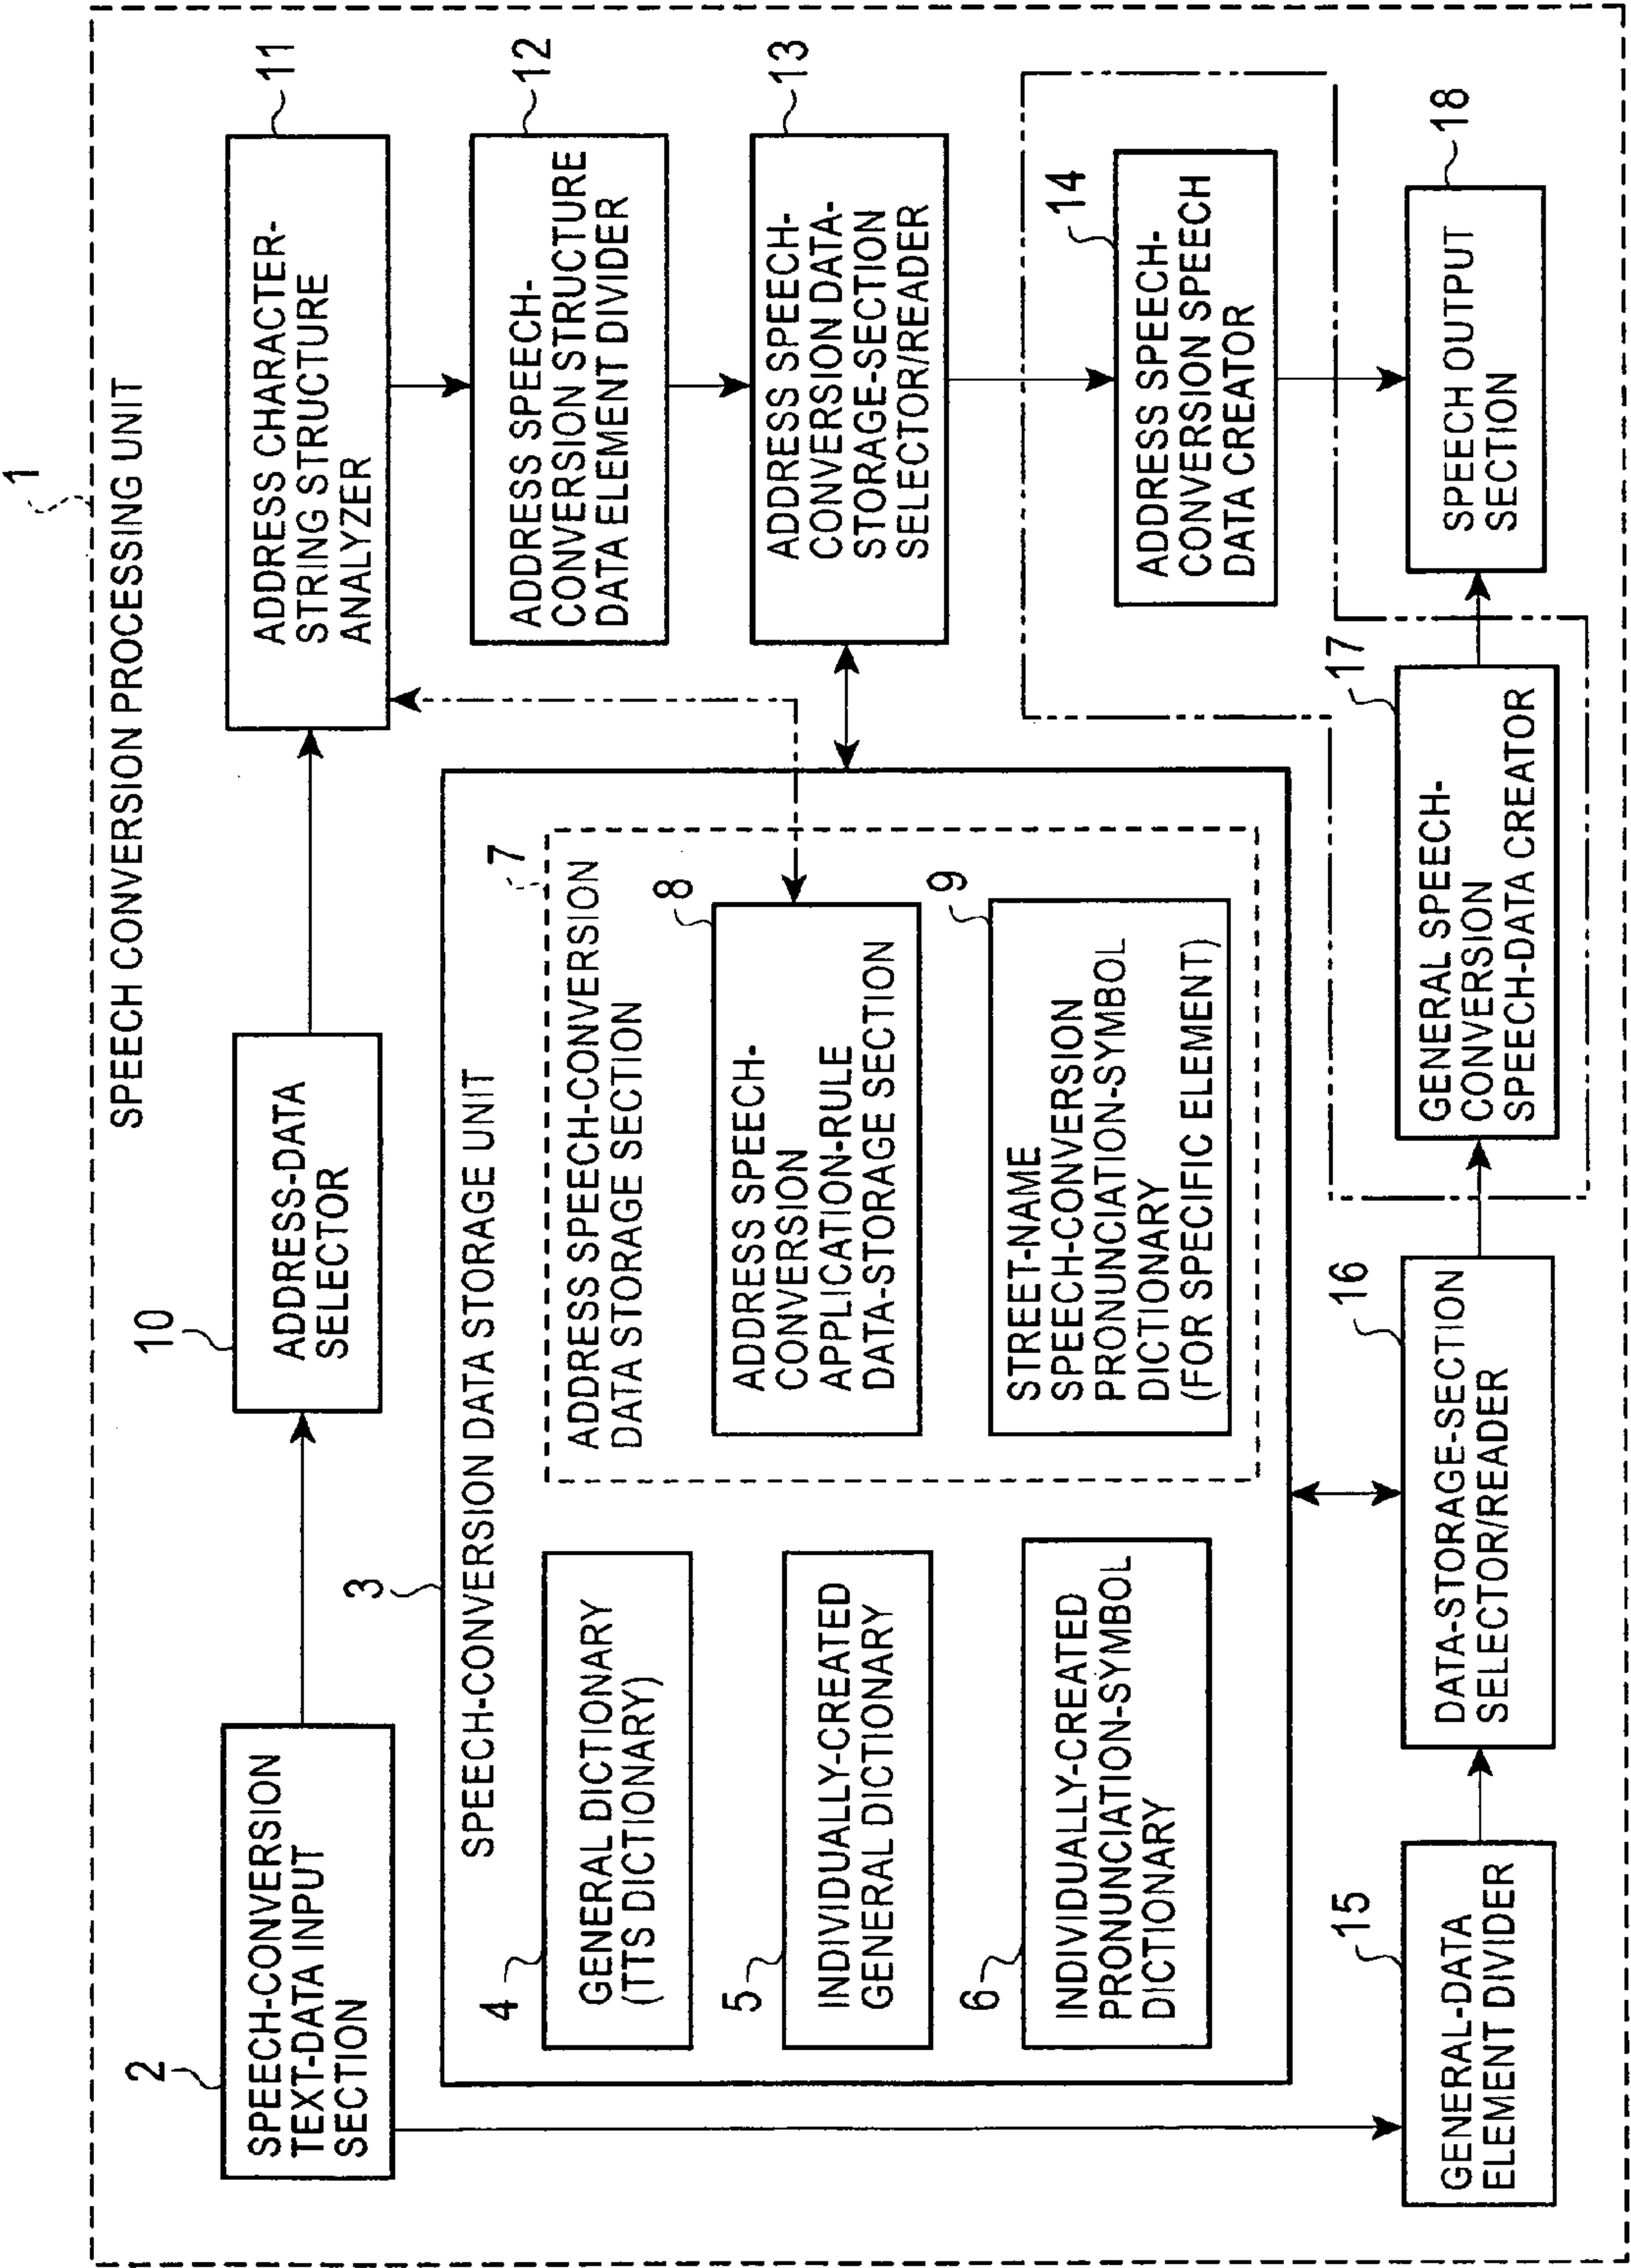 1
SPEECH CONVERSION PROCESSING UNIT
2
SPEECH-CONVERSION
TEXT-DATA INPUT
SECTION
10
ADDRESS-DATA
SELECTOR
11
ADDRESS CHARACTER-
STRING STRUCTURE
ANALYZER
12
ADDRESS SPEECH-
CONVERSION STRUCTURE
DATA ELEMENT DIVIDER
13
ADDRESS SPEECH-
CONVERSION DATA-
STORAGE-SECTION
SELECTOR/READER
14
ADDRESS SPEECH-
CONVERSION SPEECH
DATA CREATOR
3
SPEECH-CONVERSION DATA STORAGE UNIT
4
GENERAL DICTIONARY
(TTS DICTIONARY)
5
INDIVIDUALLY-CREATED
GENERAL DICTIONARY
6
INDIVIDUALLY-CREATED
PRONUNCIATION-SYMBOL
DICTIONARY
7
ADDRESS SPEECH-CONVERSION
DATA STORAGE SECTION
8
ADDRESS SPEECH-
CONVERSION
APPLICATION-RULE
DATA-STORAGE SECTION
9
STREET-NAME
SPEECH-CONVERSION
PRONUNCIATION-SYMBOL
DICTIONARY
(FOR SPECIFIC ELEMENT)
15
GENERAL-DATA
ELEMENT DIVIDER
16
DATA-STORAGE-SECTION
SELECTOR/READER
17
GENERAL SPEECH-
CONVERSION
SPEECH-DATA CREATOR
18
SPEECH OUTPUT
SECTION